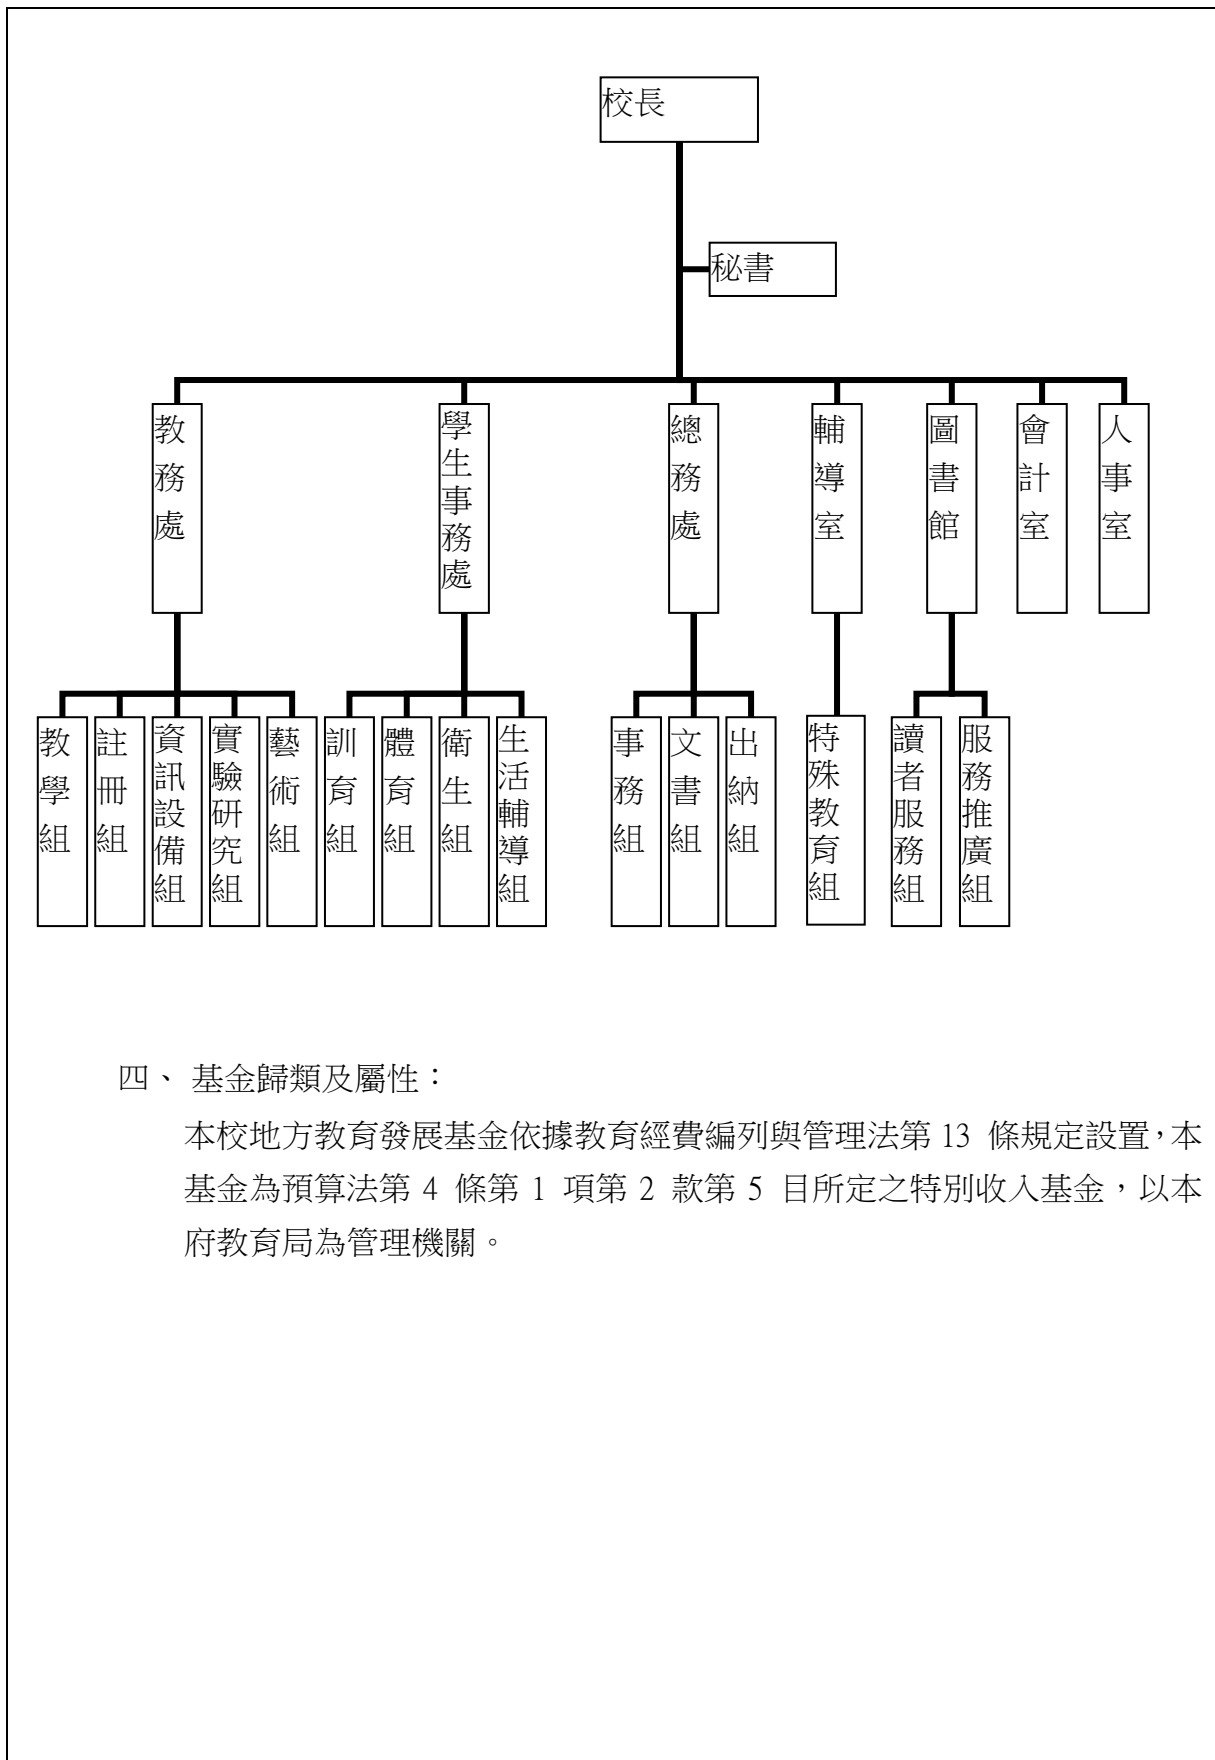 校長
秘書
教務處
學生事務處
總務處
輔導室
圖書館
會計室
人事室
教學組
註冊組
資訊設備組
實驗研究組
藝術組
訓育組
體育組
衛生組
生活輔導組
事務組
文書組
出納組
特殊教育組
讀者服務組
服務推廣組
四、 基金歸類及屬性：
本校地方教育發展基金依據教育經費編列與管理法第 13 條規定設置，本
基金為預算法第 4 條第 1 項第 2 款第 5 目所定之特別收入基金，以本
府教育局為管理機關。